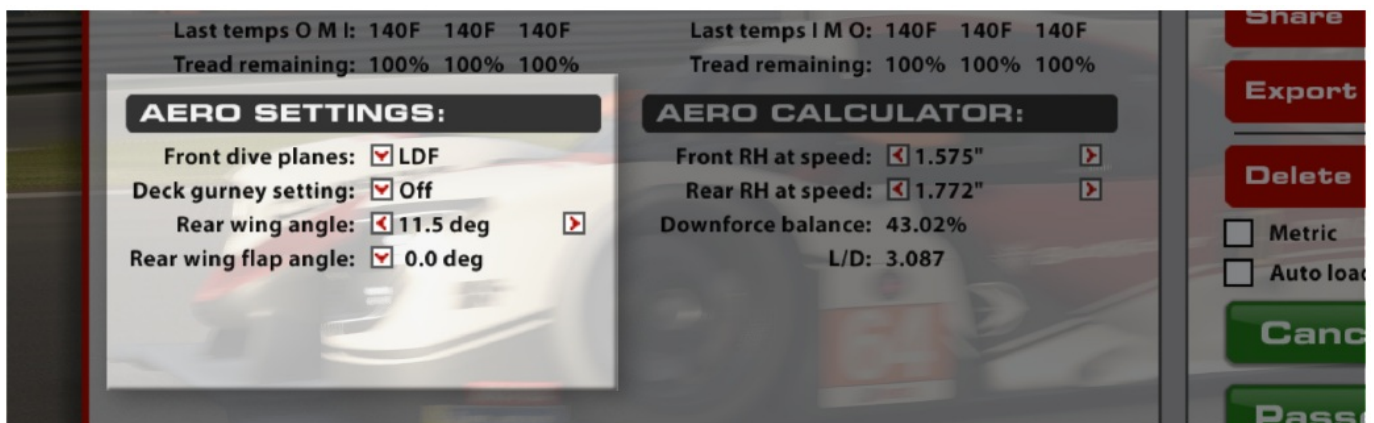 Last temps O M I: 140F 140F 140F
Tread remaining: 100% 100% 100%
AERO SETTINGS:
Front dive planes: LDF
Deck gurney setting: Off
Rear wing angle: 11.5 deg
Rear wing flap angle: 0.0 deg
Last temps I M O: 140F 140F 140F
Tread remaining: 100% 100% 100%
AERO CALCULATOR:
Front RH at speed: 1.575"
Rear RH at speed: 1.772"
Downforce balance: 43.02%
L/D: 3.087
64
Share
Export
Delete
Metric
Auto load
Canc
Passe